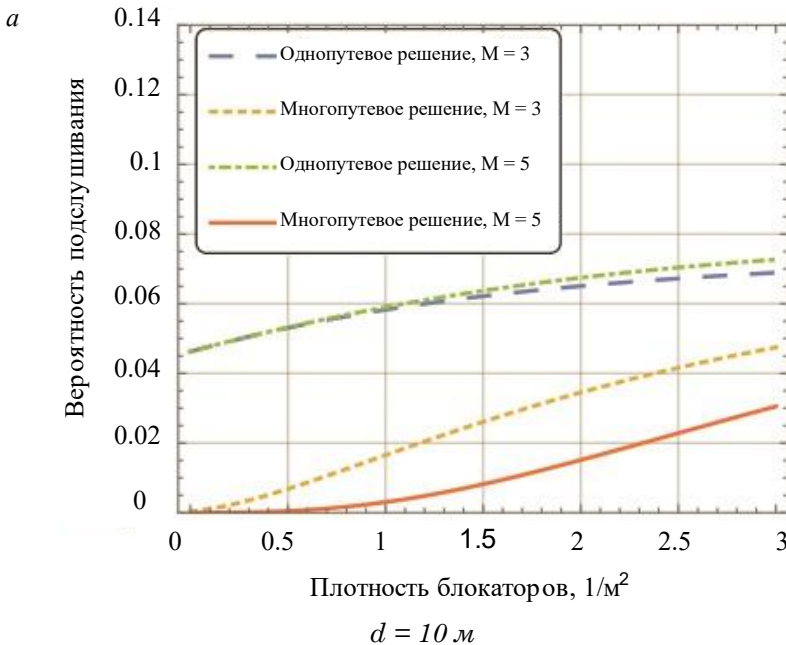 а
0.14
0.12
0.1
0.08
0.06
0.04
0.02
0
Вероятность подслушивания
Однопутевое решение, M = 3
Многопутевое решение, M = 3
Однопутевое решение, M = 5
Многопутевое решение, M = 5
0 0.5 1 1.5 2 2.5 3
Плотность блокаторов, 1/м²
d = 10 м